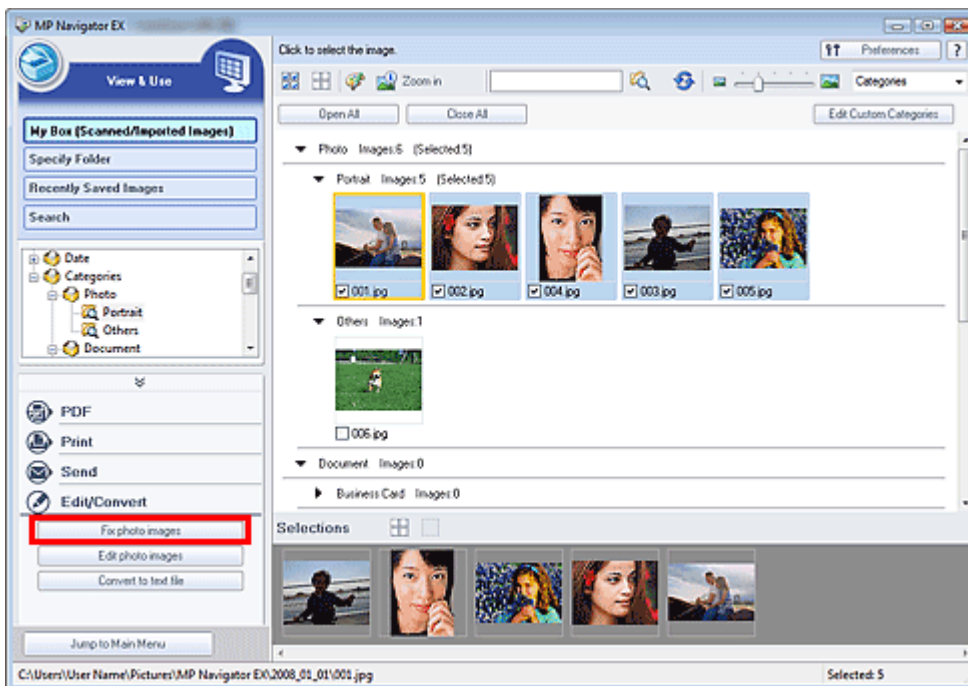 MP Navigator EX
View & Use
My Box (Scanned/Imported Images)
Specify Folder
Recently Saved Images
Search
Date
Categories
Photo
Portrait
Others
Document
PDF
Print
Send
Edit/Convert
Fix photo images
Edit photo images
Convert to text file
Jump to Main Menu
Click to select the image.
Preferences
?
Zoom in
Categories
Open All
Close All
Edit Custom Categories
Photo Images:6 (Selected:5)
Portrait Images:5 (Selected:5)
001.jpg
002.jpg
004.jpg
003.jpg
005.jpg
Others Images:1
006.jpg
Document Images:0
Business Card Images:0
Selections
C:\Users\User Name\Pictures\MP Navigator EX\2008_01_01\001.jpg
Selected: 5